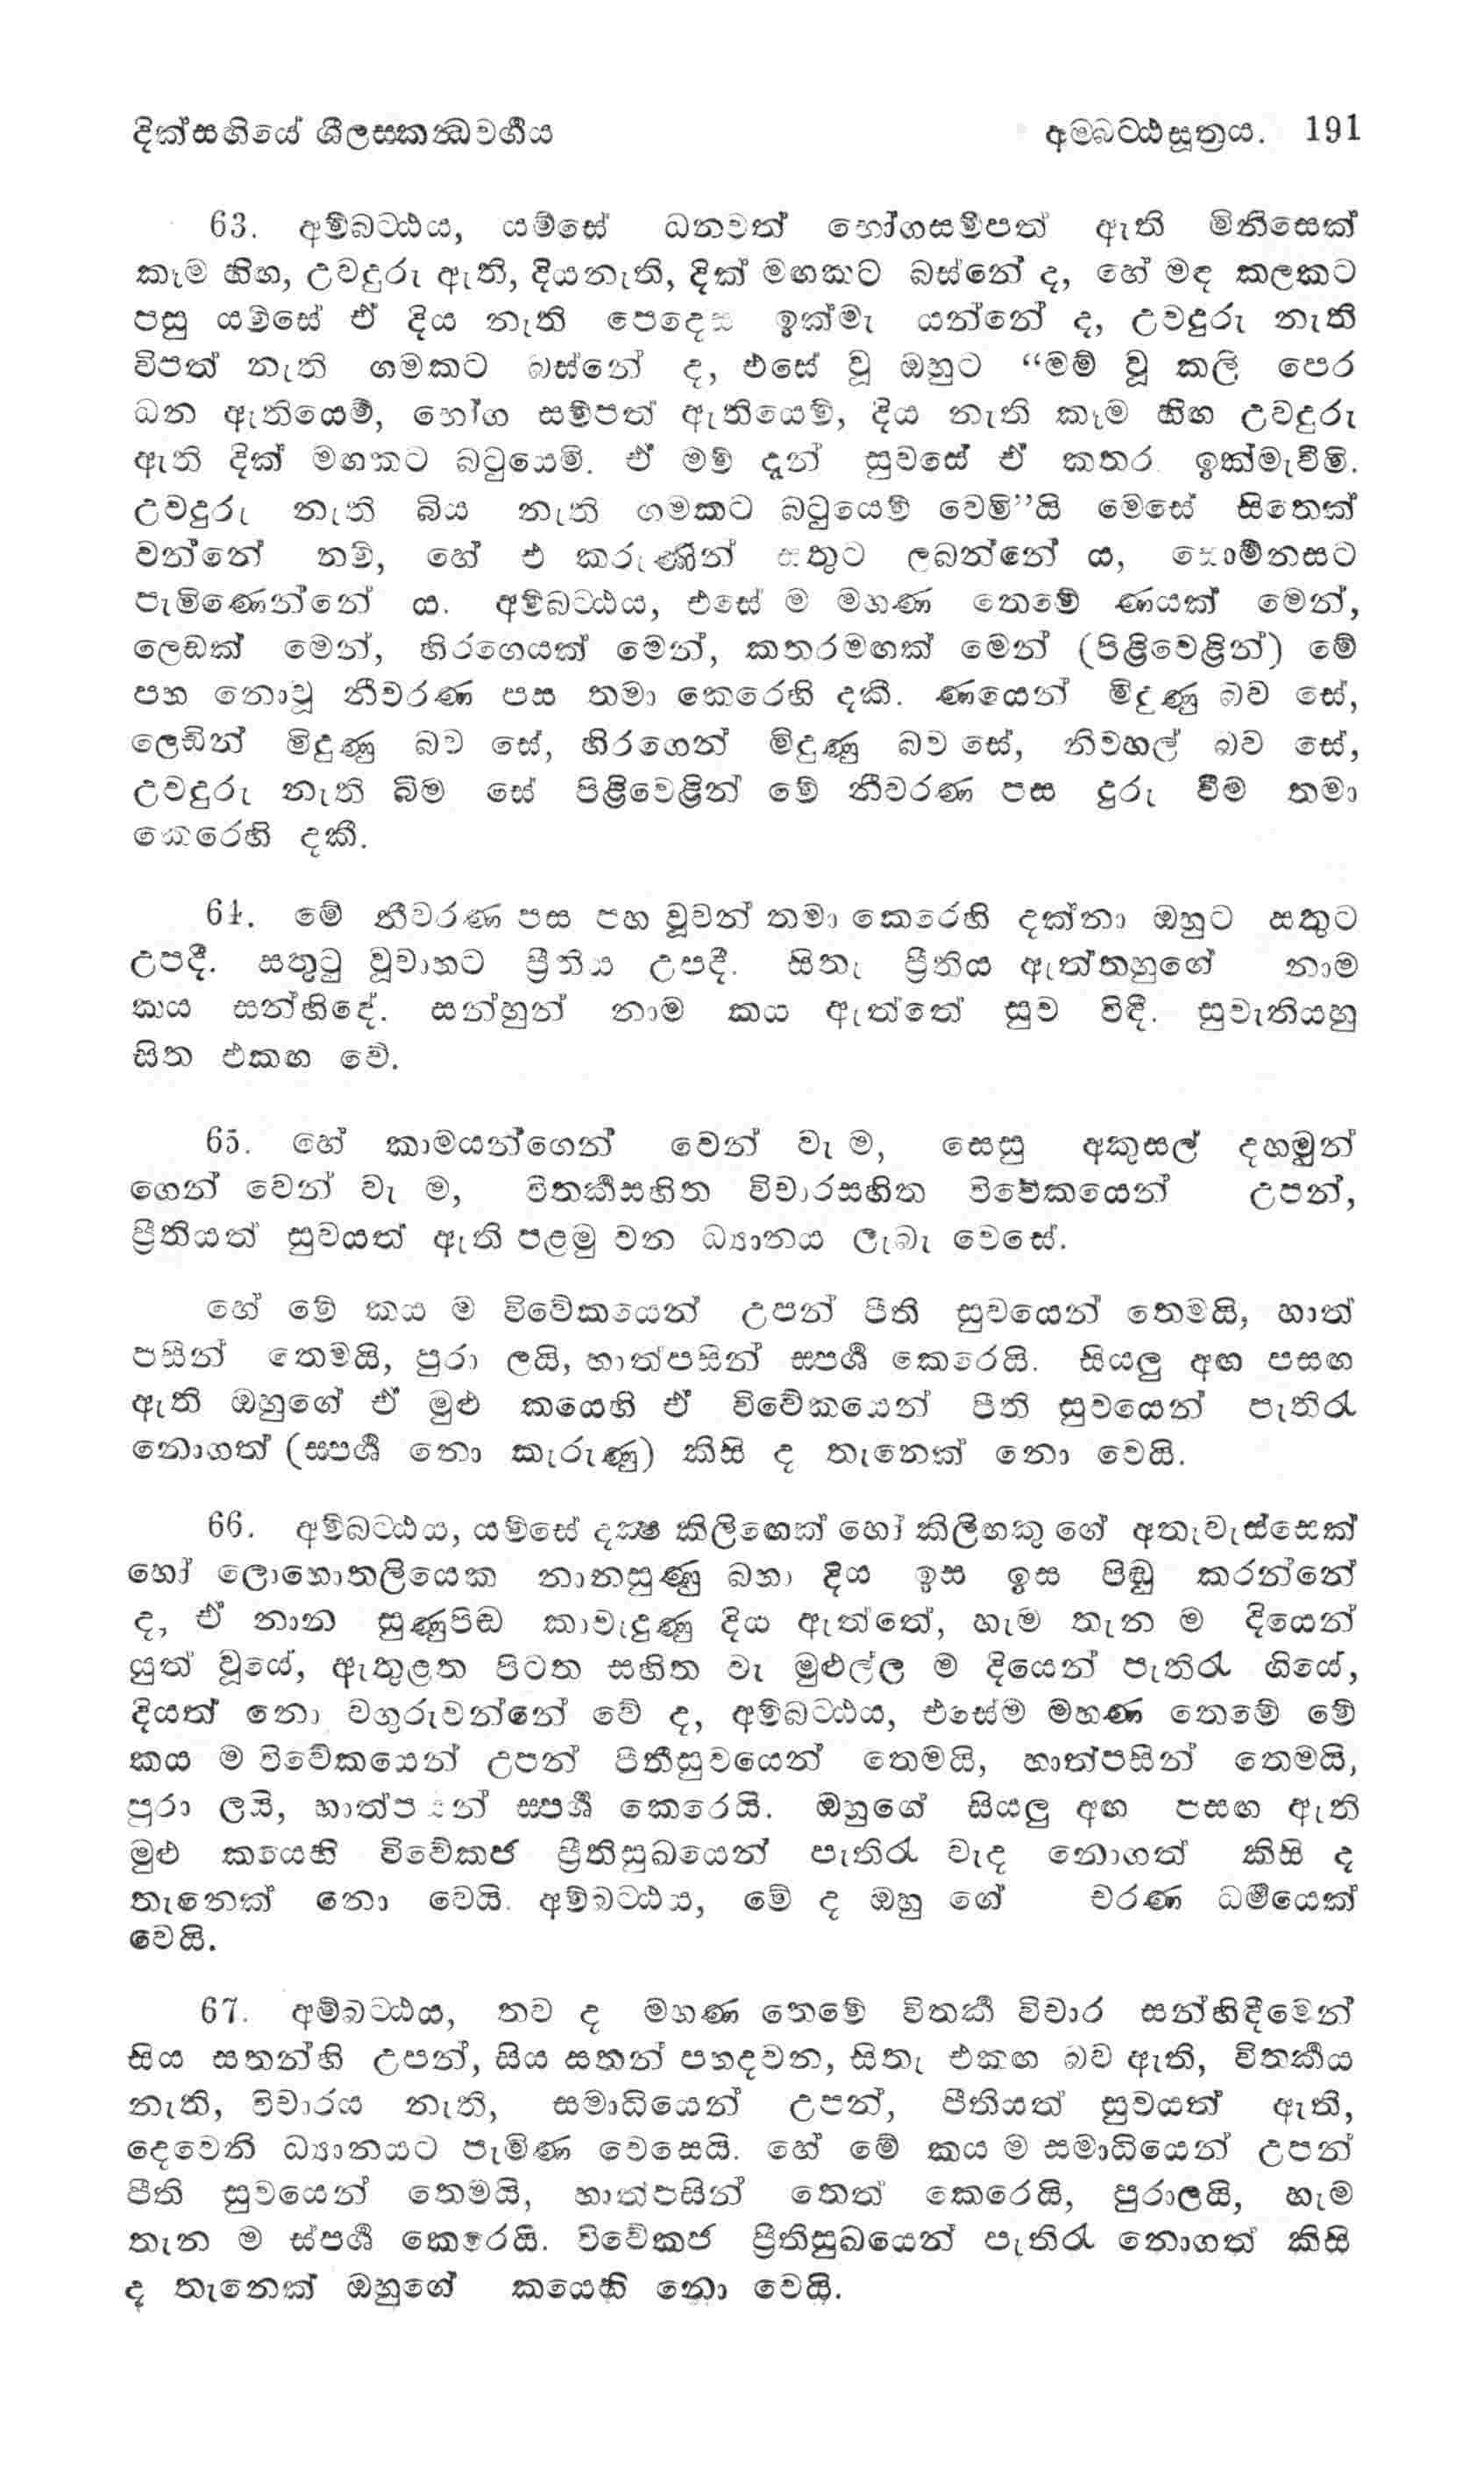 දික්සඟියේ ශීලස්කන්ධවර්‍ගය අම්බට්ඨසූත්‍රය. 191
63. අම්බට්ඨය, යම්සේ ධනවත් භෝගසම්පත් ඇති මිනිසෙක්
කෑම හිඟ, උවදුරු ඇති, දියනැති, දික් මඟකට බස්නේ ද, හේ මඳ කලකට
පසු යම්සේ ඒ දිය නැති පෙදෙස ඉක්මැ යන්නේ ද, උවදුරු නැති
විපත් නැති ගමකට බස්නේ ද, එසේ වූ ඔහුට “මම් වූ කලි පෙර
ධන ඇතියෙම්, භෝග සම්පත් ඇතියෙම්, දිය නැති කෑම හිඟ උවදුරු
ඇති දික් මඟකට බටුයෙමි. ඒ මම් දැන් සුවසේ ඒ කතර ඉක්මැවීමි.
උවදුරු නැති බිය නැති ගමකට බටුයෙම් වෙමි”යි මෙසේ සිතෙක්
වන්නේ නම්, හේ එ කරුණින් සතුට ලබන්නේ ය, සොම්නසට
පැමිණෙන්නේ ය. අම්බට්ඨය, එසේ ම මහණ තෙමේ ණයක් මෙන්,
ලෙඩක් මෙන්, හිරගෙයක් මෙන්, කතරමඟක් මෙන් (පිළිවෙළින්) මේ
පහ නොවූ නීවරණ පස තමා කෙරෙහි දකී. ණයෙන් මිදුණු බව සේ,
ලෙඩින් මිදුණු බව සේ, හිරගෙන් මිදුණු බව සේ, නිවහල් බව සේ,
උවදුරු නැති බිම සේ පිළිවෙළින් මේ නීවරණ පස දුරු වීම තමා
කෙරෙහි දකී.
64. මේ නීවරණ පස පහ වූවන් තමා කෙරෙහි දක්නා ඔහුට සතුට
උපදී. සතුටු වූවාහට ප්‍රීතිය උපදී. සිතැ ප්‍රීතිය ඇත්තහුගේ නාම
කය සන්හිඳේ. සන්හුන් නාම කය ඇත්තේ සුව විඳී. සුවැතියහු
සිත එකඟ වේ.
65. හේ කාමයන්ගෙන් වෙන් වැ ම, සෙසු අකුසල් දහමුන්
ගෙන් වෙන් වැ ම, විතර්‍කසහිත විචාරසහිත විවේකයෙන් උපන්,
ප්‍රීතියත් සුවයත් ඇති පළමු වන ධ්‍යානය ලැබැ වෙසේ.
හේ මේ කය ම විවේකයෙන් උපන් පීති සුවයෙන් තෙමයි, හාත්
පසින් තෙමයි, පුරා ලයි, හාත්පසින් ස්පර්‍ශ කෙරෙයි. සියලු අඟ පසඟ
ඇති ඔහුගේ ඒ මුළු කයෙහි ඒ විවේකයෙන් පීති සුවයෙන් පැතිරැ
නොගත් (ස්පර්‍ශ නො කැරුණු) කිසි ද තැනෙක් නො වෙයි.
66. අම්බට්ඨය, යම්සේ දක්‍ෂ කිලිඟෙක් හෝ කිලිඟකු ගේ අතැවැස්සෙක්
හෝ ලොහොතලියෙක නානසුණු බහා දිය ඉස ඉස පිඬු කරන්නේ
ද, ඒ නාන සුණුපිඬ කාවැදුණු දිය ඇත්තේ, හැම තැන ම දියෙන්
යුත් වූයේ, ඇතුළත පිටත සහිත වැ මුළුල්ල ම දියෙන් පැතිරැ ගියේ,
දියත් නො වගුරුවන්නේ වේ ද, අම්බට්ඨය, එසේම මහණ තෙමේ මේ
කය ම විවේකයෙන් උපන් පීතිසුවයෙන් තෙමයි, හාත්පසින් තෙමයි,
පුරා ලයි, හාත්පසින් ස්පර්‍ශ කෙරෙයි. ඔහුගේ සියලු අඟ පසඟ ඇති
මුළු කයෙහි විවේකජ ප්‍රීතිසුඛයෙන් පැතිරැ වැද නොගත් කිසි ද
තැනෙක් නො වෙයි. අම්බට්ඨය, මේ ද ඔහු ගේ චරණ ධර්‍මයෙක්
වෙයි.
67. අම්බට්ඨය, තව ද මහණ තෙමේ විතර්‍ක විචාර සන්හිඳීමෙන්
සිය සතන්හි උපන්, සිය සතන් පහදවන, සිතැ එකඟ බව ඇති, විතර්‍කය
නැති, විචාරය නැති, සමාධියෙන් උපන්, පීතියත් සුවයත් ඇති,
දෙවෙනි ධ්‍යානයට පැමිණ වෙසෙයි. හේ මේ කය ම සමාධියෙන් උපන්
පීති සුවයෙන් තෙමයි, හාත්පසින් තෙත් කෙරෙයි, පුරාලයි, හැම
තැන ම ස්පර්‍ශ කෙරෙයි. විවේකජ ප්‍රීතිසුඛයෙන් පැතිරැ නොගත් කිසි
ද තැනෙක් ඔහුගේ කයෙහි නො වෙයි.